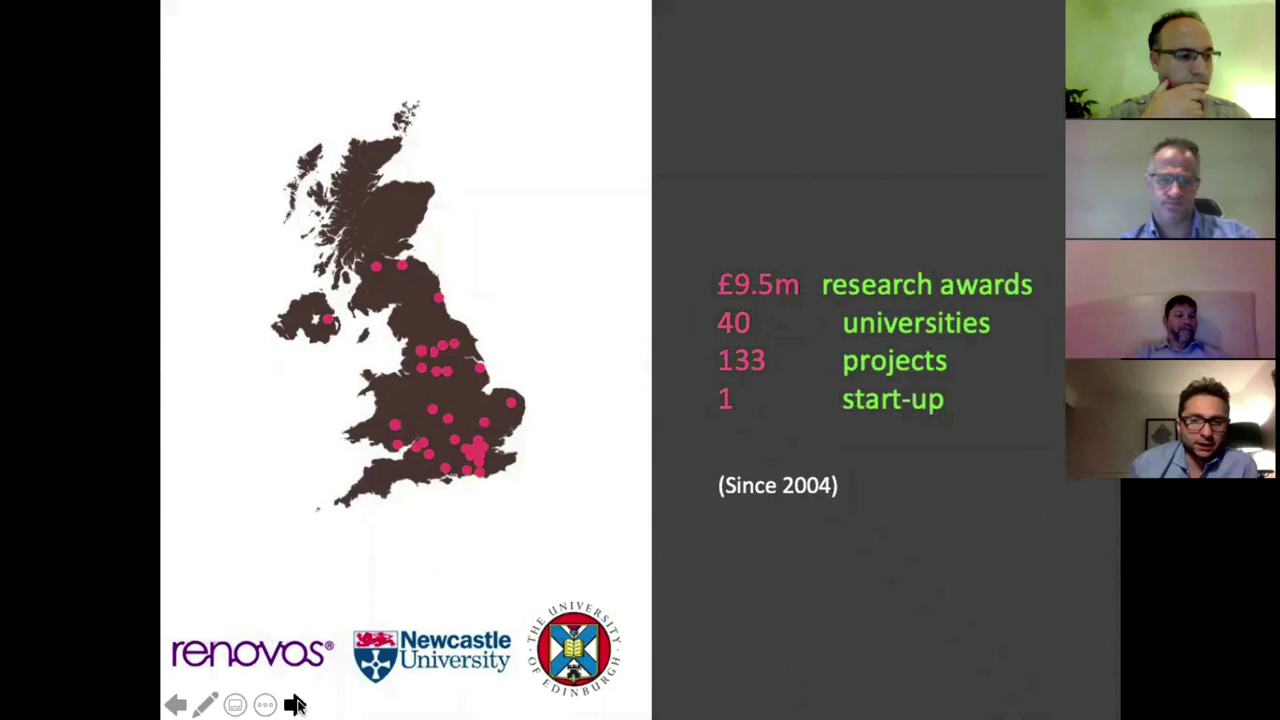 £9.5m research awards
40 universities
133 projects
1 start-up
(Since 2004)
renovos®
Newcastle
University
THE UNIVERSITY OF EDINBURGH